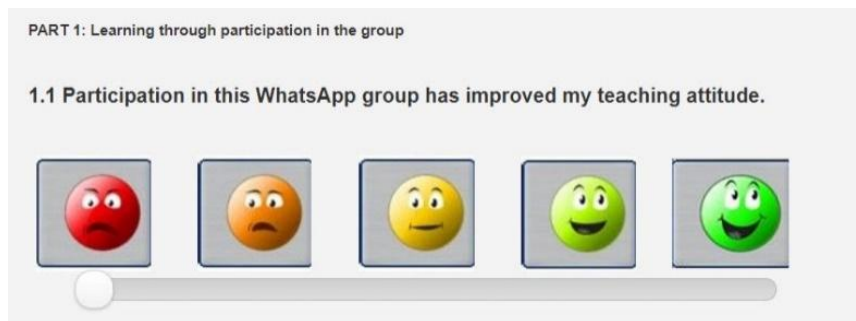 PART 1: Learning through participation in the group
1.1 Participation in this WhatsApp group has improved my teaching attitude.